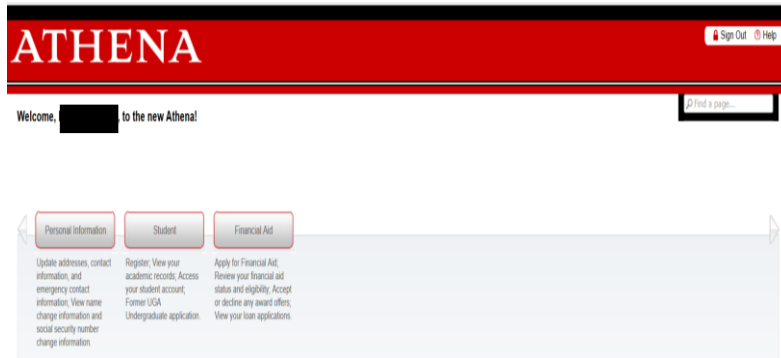 ATHENA
Sign Out Help
Find a page...
Welcome, , to the new Athena!
Personal Information
Update addresses, contact
information, and
emergency contact
information; View name
change information and
social security number
change information.
Student
Register; View your
academic records; Access
your student account;
Former UGA
Undergraduate application.
Financial Aid
Apply for Financial Aid;
Review your financial aid
status and eligibility; Accept
or decline any award offers;
View your loan applications.